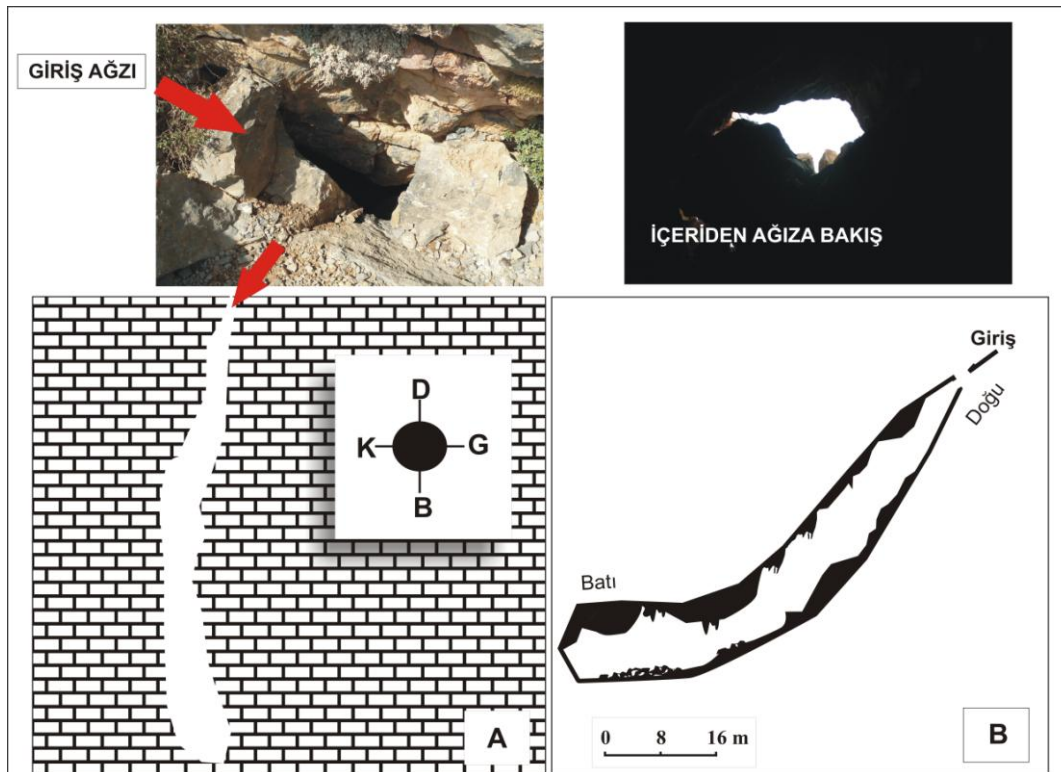 GİRİŞ AĞZI
İÇERİDEN AĞIZA BAKIŞ
D
K G
B
A
Giriş
Doğu
Batı
0 8 16 m
B